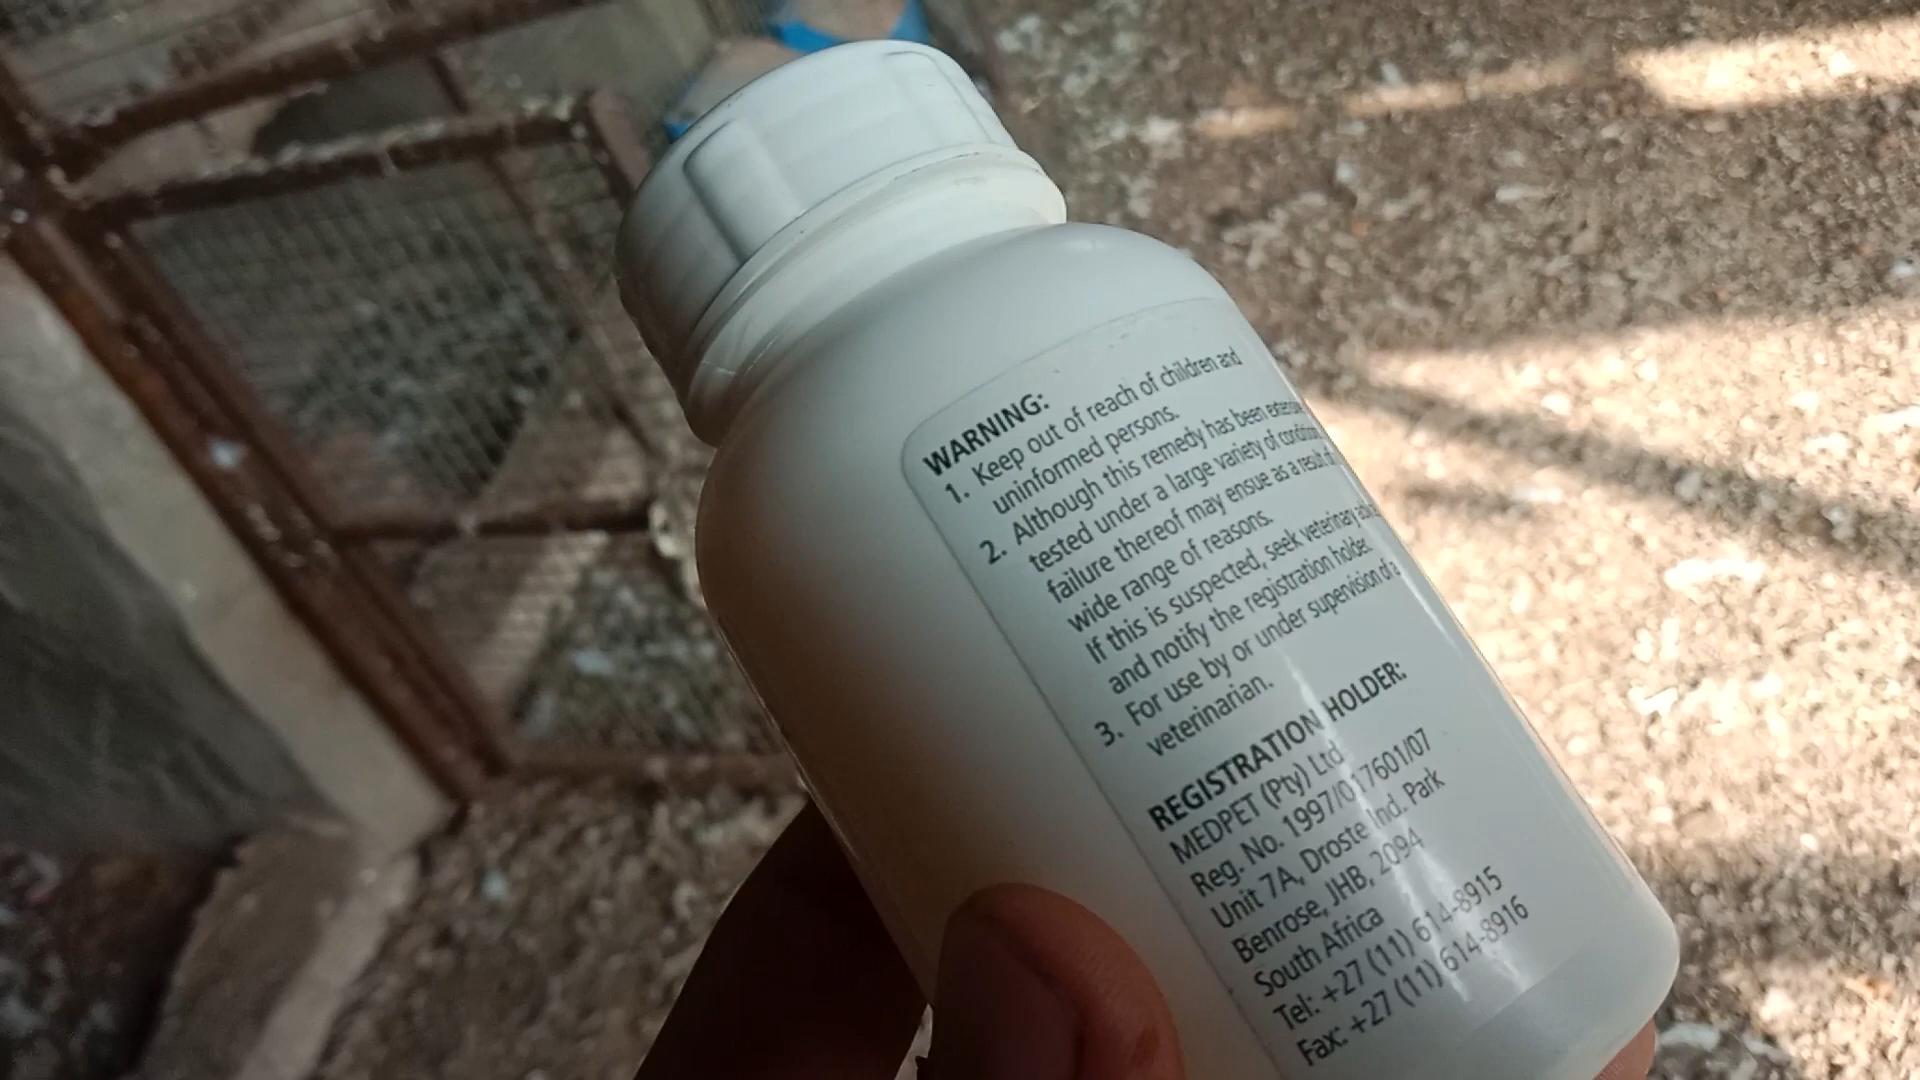 WARNING:
1. Keep out of reach of children and
uninformed persons.
2. Although this remedy has been
tested under a large variety of
failure thereof may ensue as a result of
wide range of reasons.
If this is suspected, seek veterinary
and notify the registration holder.
3. For use by or under supervision of a
veterinarian.
REGISTRATION HOLDER:
MEDPET (Pty) Ltd.
Reg. No. 1997/017601/07
Unit 7A, Droste Ind. Park
Benrose, JHB, 2094
South Africa
Tel: +27 (11) 614-8915
Fax: +27 (11) 614-8916